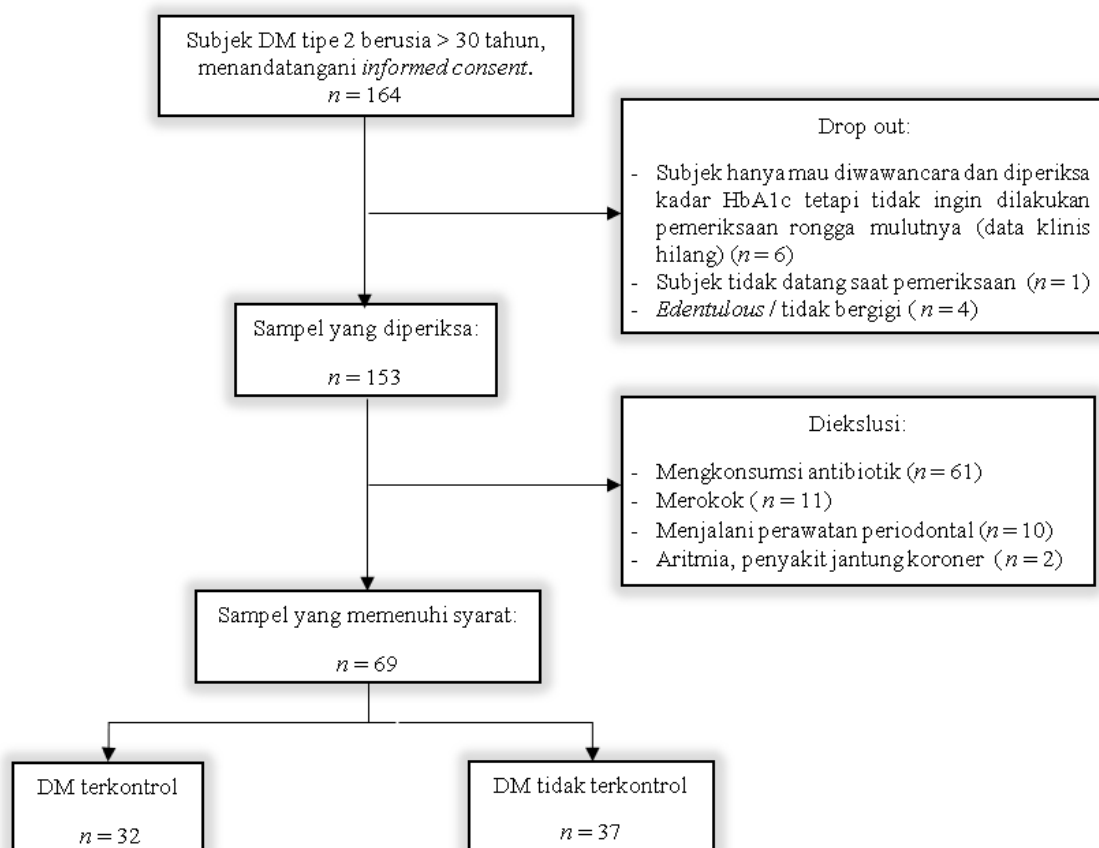 Subjek DM tipe 2 berusia > 30 tahun,
menandatangani informed consent.
n = 164
Drop out:
- Subjek hanya mau diwawancara dan diperiksa
kadar HbA1c tetapi tidak ingin dilakukan
pemeriksaan rongga mulutnya (data klinis
hilang) (n = 6)
- Subjek tidak datang saat pemeriksaan (n = 1)
- Edentulous / tidak bergigi ( n = 4)
Sampel yang diperiksa:
n = 153
Diekslusi:
- Mengkonsumsi antibiotik (n = 61)
- Merokok ( n = 11)
- Menjalani perawatan periodontal (n = 10)
- Aritmia, penyakit jantung koroner ( n = 2)
Sampel yang memenuhi syarat:
n = 69
DM terkontrol
n = 32
DM tidak terkontrol
n = 37